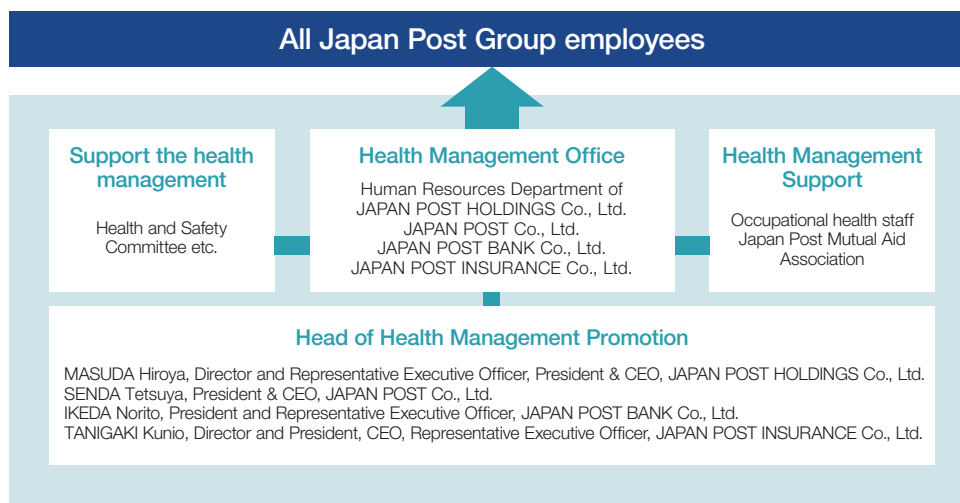 All Japan Post Group employees
Support the health
management
Health and Safety
Committee etc.
Health Management Office
Human Resources Department of
JAPAN POST HOLDINGS Co., Ltd.
JAPAN POST Co., Ltd.
JAPAN POST BANK Co., Ltd.
JAPAN POST INSURANCE Co., Ltd.
Health Management
Support
Occupational health staff
Japan Post Mutual Aid
Association
Head of Health Management Promotion
MASUDA Hiroya, Director and Representative Executive Officer, President & CEO, JAPAN POST HOLDINGS Co., Ltd.
SENDA Tetsuya, President & CEO, JAPAN POST Co., Ltd.
IKEDA Norito, President and Representative Executive Officer, JAPAN POST BANK Co., Ltd.
TANIGAKI Kunio, Director and President, CEO, Representative Executive Officer, JAPAN POST INSURANCE Co., Ltd.